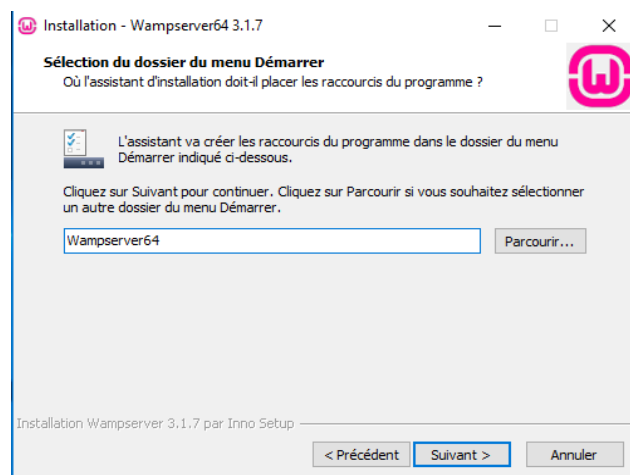 Installation - Wampserver64 3.1.7
Sélection du dossier du menu Démarrer
Où l'assistant d'installation doit-il placer les raccourcis du programme ?
L'assistant va créer les raccourcis du programme dans le dossier du menu
Démarrer indiqué ci-dessous.
Cliquez sur Suivant pour continuer. Cliquez sur Parcourir si vous souhaitez sélectionner
un autre dossier du menu Démarrer.
Wampserver64
Parcourir...
Installation Wampserver 3.1.7 par Inno Setup
< Précédent
Suivant >
Annuler